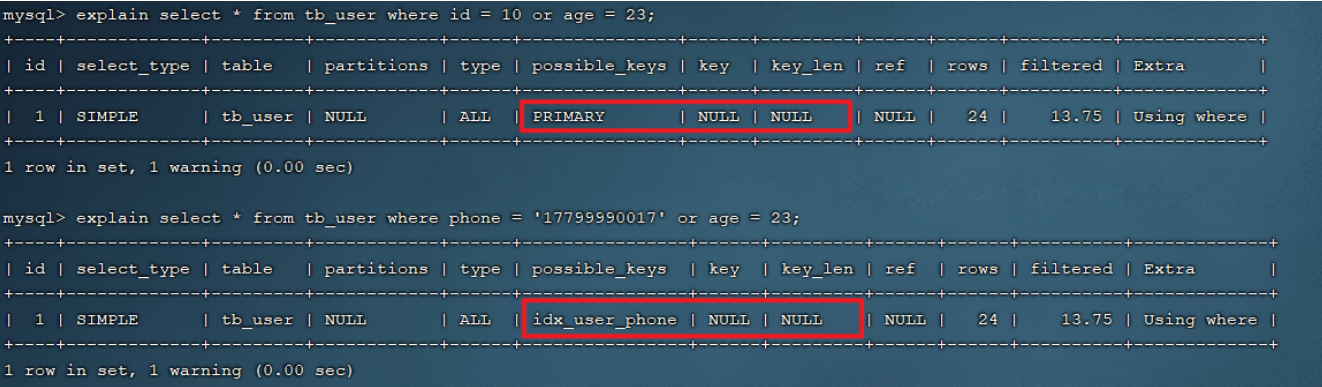 mysql> explain select * from tb_user where id = 10 or age = 23;
+----+-------------+---------+------------+------+---------------+------+---------+------+------+----------+-------------+
| id | select_type | table   | partitions | type | possible_keys | key  | key_len | ref  | rows | filtered | Extra       |
+----+-------------+---------+------------+------+---------------+------+---------+------+------+----------+-------------+
|  1 | SIMPLE      | tb_user | NULL       | ALL  | PRIMARY       | NULL | NULL    | NULL |   24 |    13.75 | Using where |
+----+-------------+---------+------------+------+---------------+------+---------+------+------+----------+-------------+
1 row in set, 1 warning (0.00 sec)
mysql> explain select * from tb_user where phone = '17799990017' or age = 23;
+----+-------------+---------+------------+------+----------------+------+---------+------+------+----------+-------------+
| id | select_type | table   | partitions | type | possible_keys  | key  | key_len | ref  | rows | filtered | Extra       |
+----+-------------+---------+------------+------+----------------+------+---------+------+------+----------+-------------+
|  1 | SIMPLE      | tb_user | NULL       | ALL  | idx_user_phone | NULL | NULL    | NULL |   24 |    13.75 | Using where |
+----+-------------+---------+------------+------+----------------+------+---------+------+------+----------+-------------+
1 row in set, 1 warning (0.00 sec)